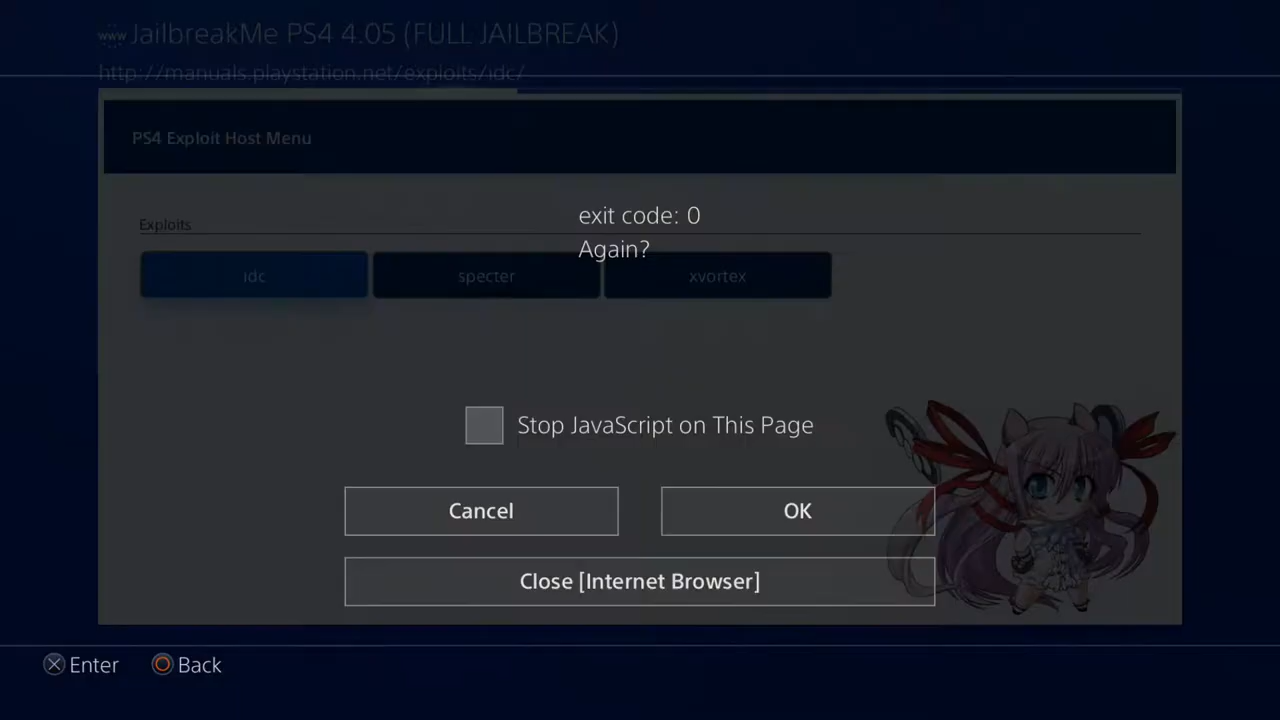 www JailbreakMe PS4 4.05 (FULL JAILBREAK)
http://manuals.playstation.net/exploits/idc/
PS4 Exploit Host Menu
exit code: 0
Exploits
Again?
idc specter xvortex
Stop JavaScript on This Page
Cancel OK
Close [Internet Browser]
Enter Back